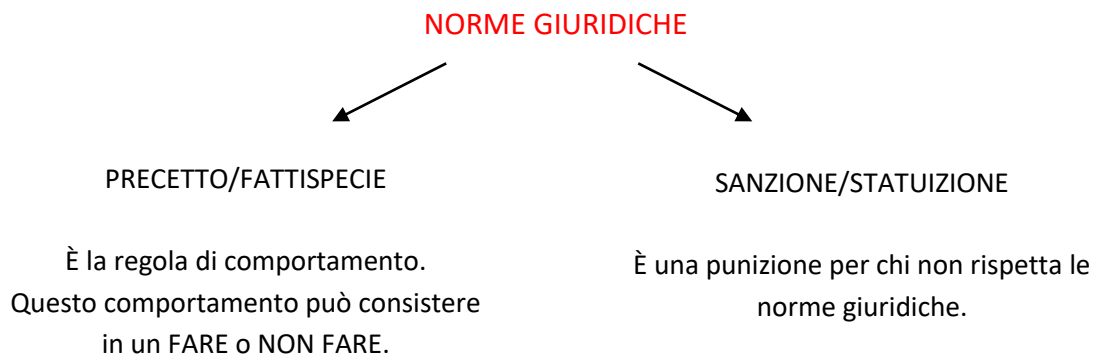 NORME GIURIDICHE
PRECETTO/FATTISPECIE
È la regola di comportamento.
Questo comportamento può consistere
in un FARE o NON FARE.
SANZIONE/STATUIZIONE
È una punizione per chi non rispetta le
norme giuridiche.